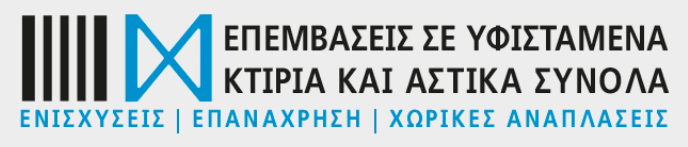 ΕΠΕΜΒΑΣΕΙΣ ΣΕ ΥΦΙΣΤΑΜΕΝΑ
ΚΤΙΡΙΑ ΚΑΙ ΑΣΤΙΚΑ ΣΥΝΟΛΑ
ΕΝΙΣΧΥΣΕΙΣ | ΕΠΑΝΑΧΡΗΣΗ | ΧΩΡΙΚΕΣ ΑΝΑΠΛΑΣΕΙΣ